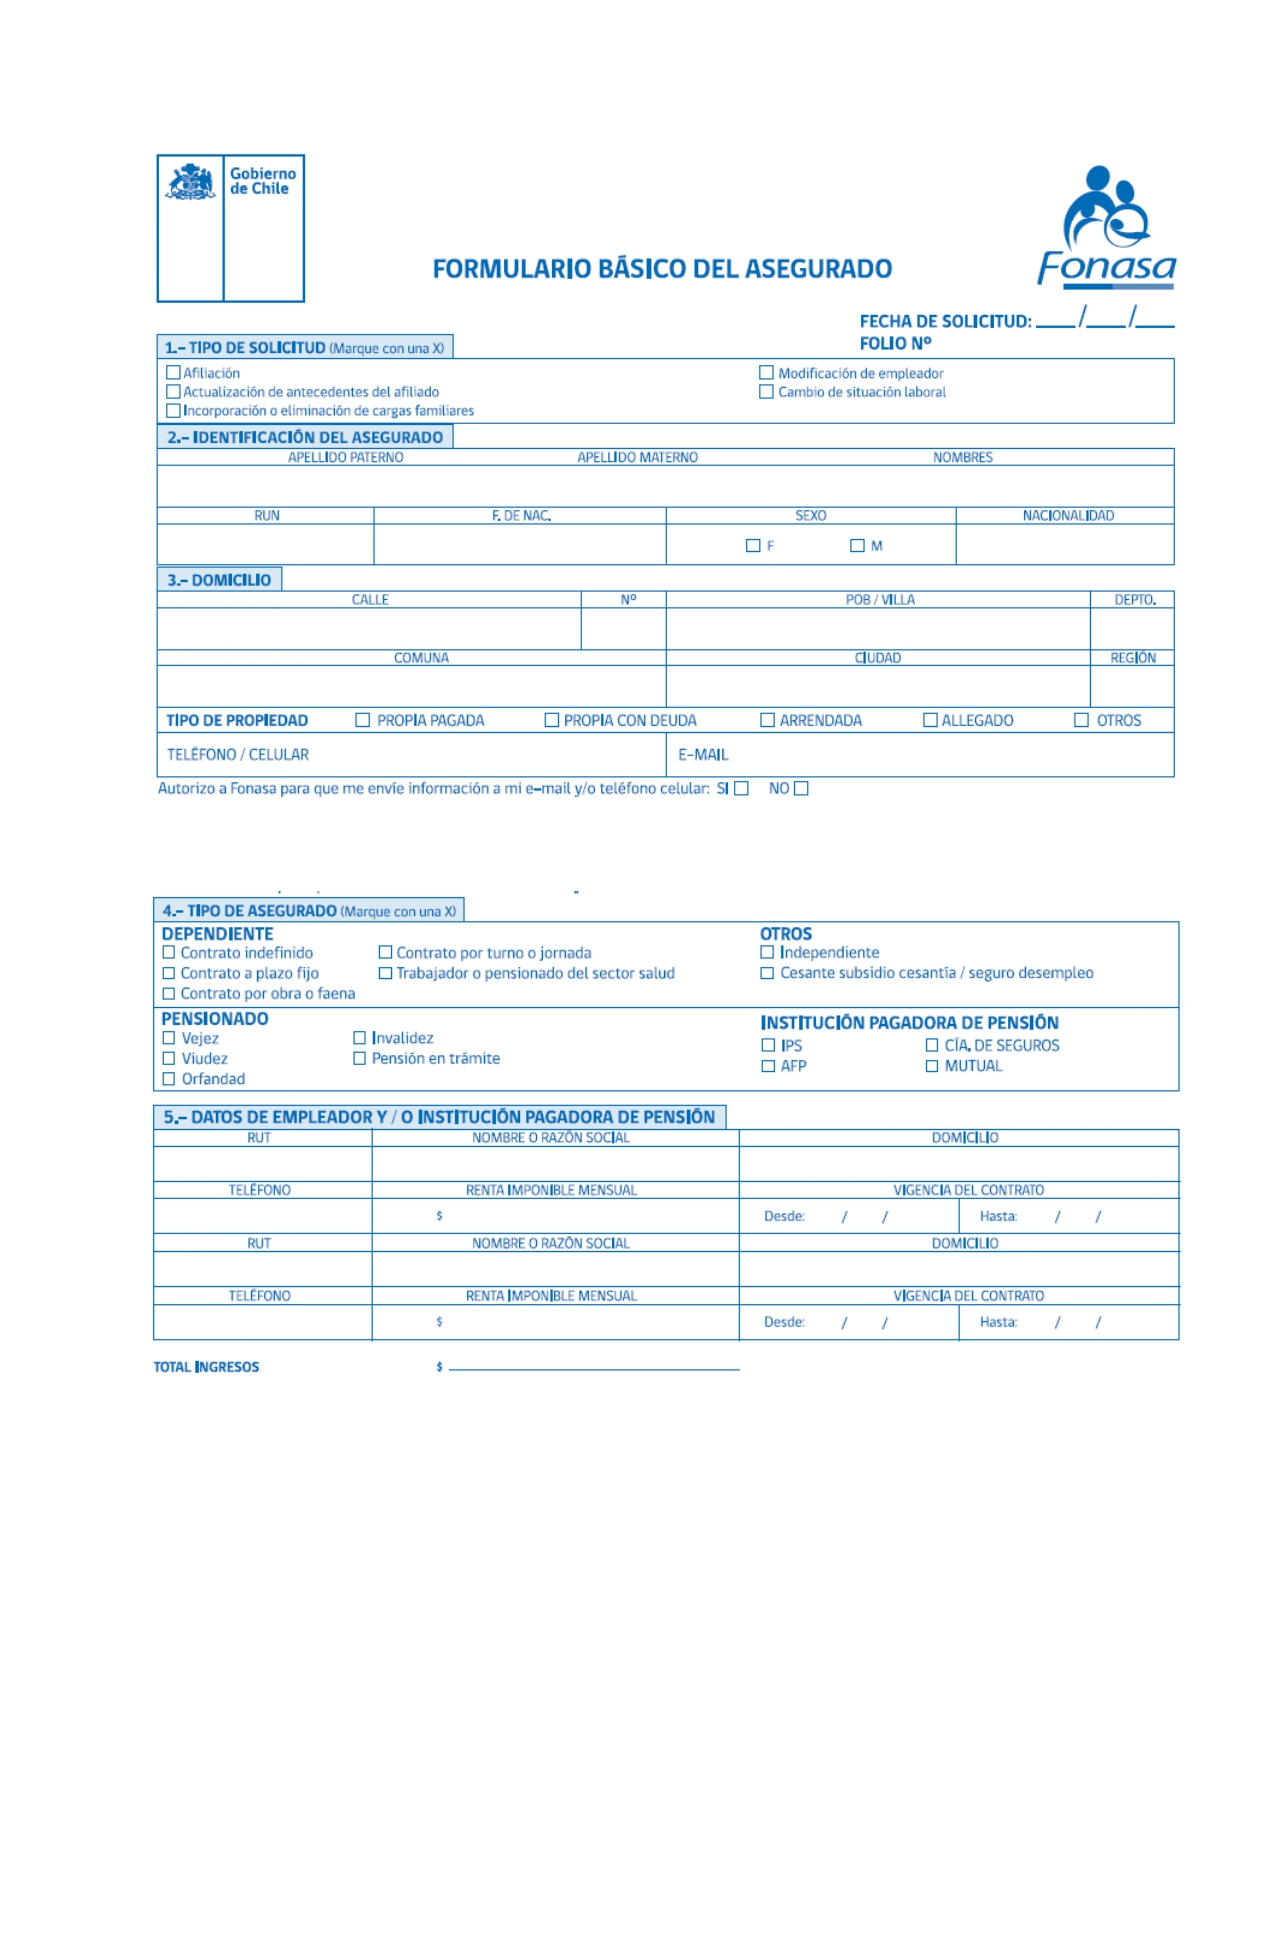 Gobierno
de Chile
Fonasa
FORMULARIO BÁSICO DEL ASEGURADO
FECHA DE SOLICITUD: ___/___/___
FOLIO Nº
1.- TIPO DE SOLICITUD (Marque con una X)
Afiliación
Modificación de empleador
Actualización de antecedentes del afiliado
Cambio de situación laboral
Incorporación o eliminación de cargas familiares
2.- IDENTIFICACIÓN DEL ASEGURADO
APELLIDO PATERNO APELLIDO MATERNO NOMBRES
RUN F. DE NAC. SEXO NACIONALIDAD
F M
3.- DOMICILIO
CALLE Nº POB / VILLA DEPTO.
COMUNA CIUDAD REGIÓN
TIPO DE PROPIEDAD PROPIA PAGADA PROPIA CON DEUDA ARRENDADA ALLEGADO OTROS
TELÉFONO / CELULAR E-MAIL
Autorizo a Fonasa para que me envíe información a mi e-mail y/o teléfono celular: SI NO
4.- TIPO DE ASEGURADO (Marque con una X)
DEPENDIENTE OTROS
Contrato indefinido Contrato por turno o jornada Independiente
Contrato a plazo fijo Trabajador o pensionado del sector salud Cesante subsidio cesantía / seguro desempleo
Contrato por obra o faena
PENSIONADO INSTITUCIÓN PAGADORA DE PENSIÓN
Vejez Invalidez IPS CÍA. DE SEGUROS
Viudez Pensión en trámite AFP MUTUAL
Orfandad
5.- DATOS DE EMPLEADOR Y / O INSTITUCIÓN PAGADORA DE PENSIÓN
RUT NOMBRE O RAZÓN SOCIAL DOMICILIO
TELÉFONO RENTA IMPONIBLE MENSUAL VIGENCIA DEL CONTRATO
$ Desde: / / Hasta: / /
RUT NOMBRE O RAZÓN SOCIAL DOMICILIO
TELÉFONO RENTA IMPONIBLE MENSUAL VIGENCIA DEL CONTRATO
$ Desde: / / Hasta: / /
TOTAL INGRESOS $